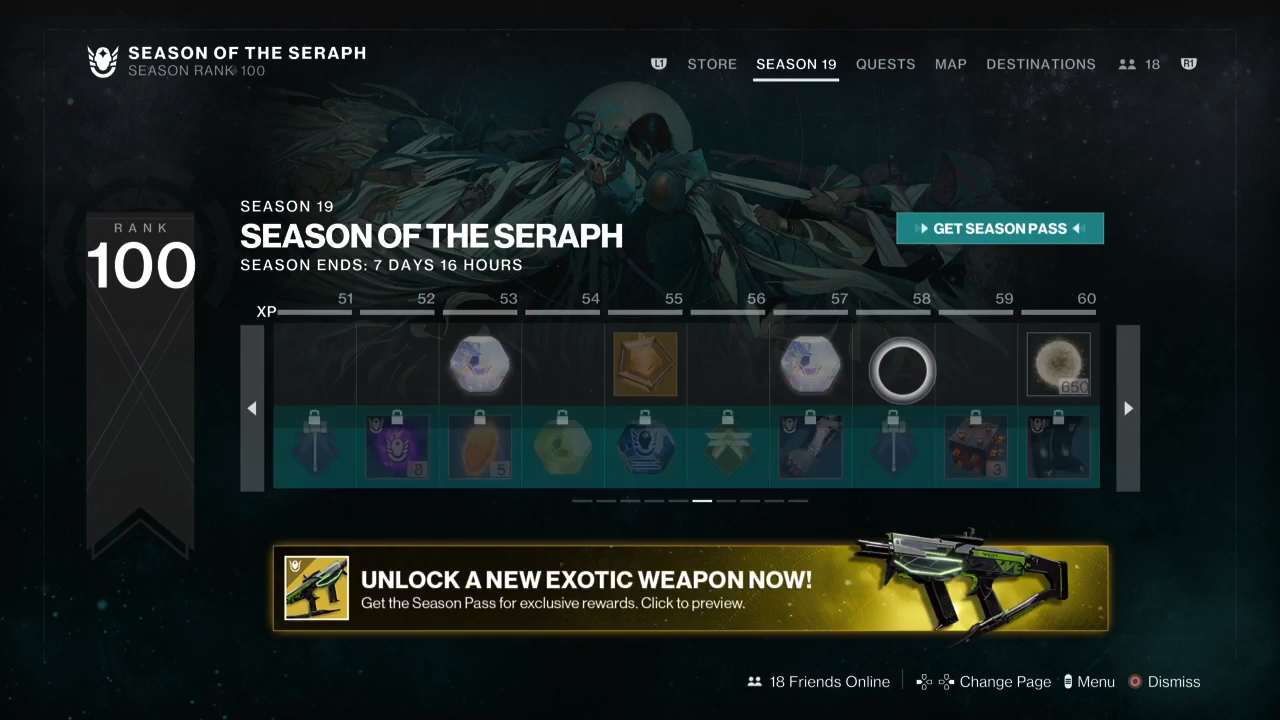 SEASON OF THE SERAPH
SEASON RANK 100
L1 STORE SEASON 19 QUESTS MAP DESTINATIONS 18 R1
RANK
100
SEASON 19
SEASON OF THE SERAPH
SEASON ENDS: 7 DAYS 16 HOURS
GET SEASON PASS
XP 51 52 53 54 55 56 57 58 59 60
650
8 5 3
UNLOCK A NEW EXOTIC WEAPON NOW!
Get the Season Pass for exclusive rewards. Click to preview.
18 Friends Online Change Page Menu Dismiss